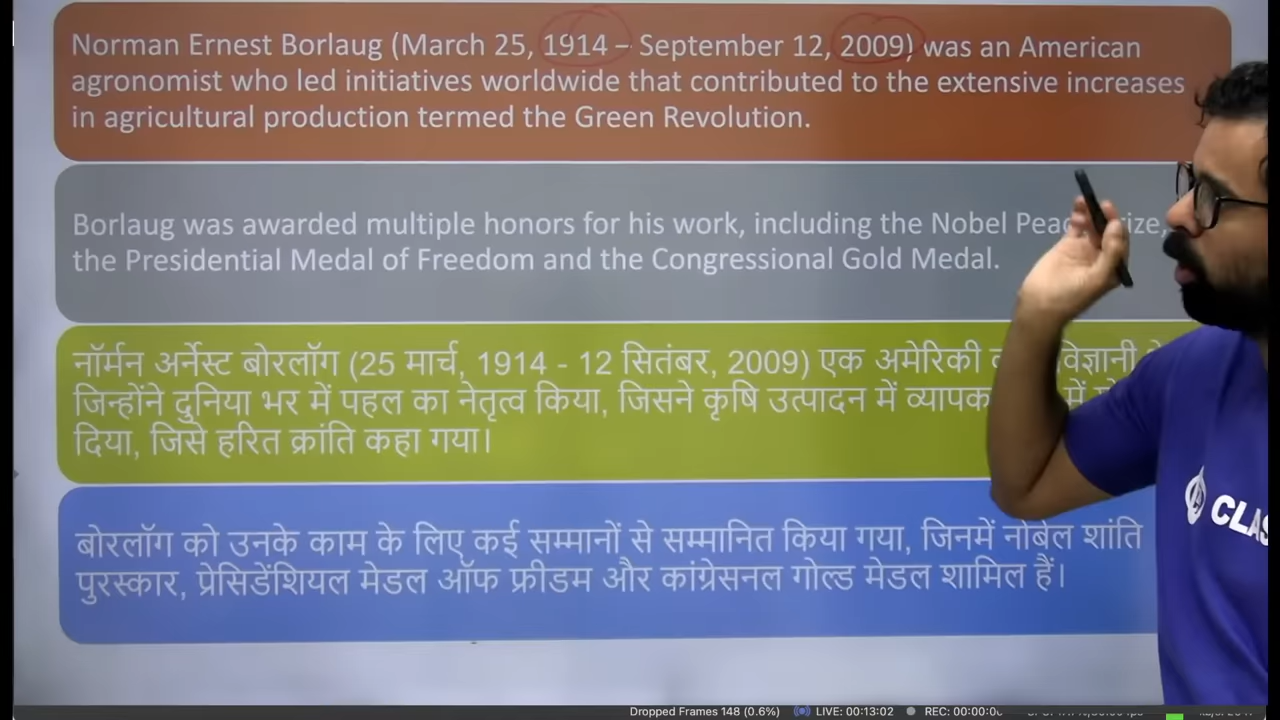 Norman Ernest Borlaug (March 25, 1914 – September 12, 2009) was an American
agronomist who led initiatives worldwide that contributed to the extensive increases
in agricultural production termed the Green Revolution.
Borlaug was awarded multiple honors for his work, including the Nobel
the Presidential Medal of Freedom and the Congressional Gold Medal.
नॉर्मन अर्नेस्ट बोरलॉग (25 मार्च, 1914 - 12 सितंबर, 2009) एक अमेरिकी
जिन्होंने दुनिया भर में पहल का नेतृत्व किया, जिसने कृषि उत्पादन में व्यापक में
दिया, जिसे हरित क्रांति कहा गया।
बोरलॉग को उनके काम के लिए कई सम्मानों से सम्मानित किया गया, जिनमें नोबेल शांति
पुरस्कार, प्रेसिडेंशियल मेडल ऑफ फ्रीडम और कांग्रेसनल गोल्ड मेडल शामिल हैं।
Dropped Frames 148 (0.6%) LIVE: 00:13:02 REC: